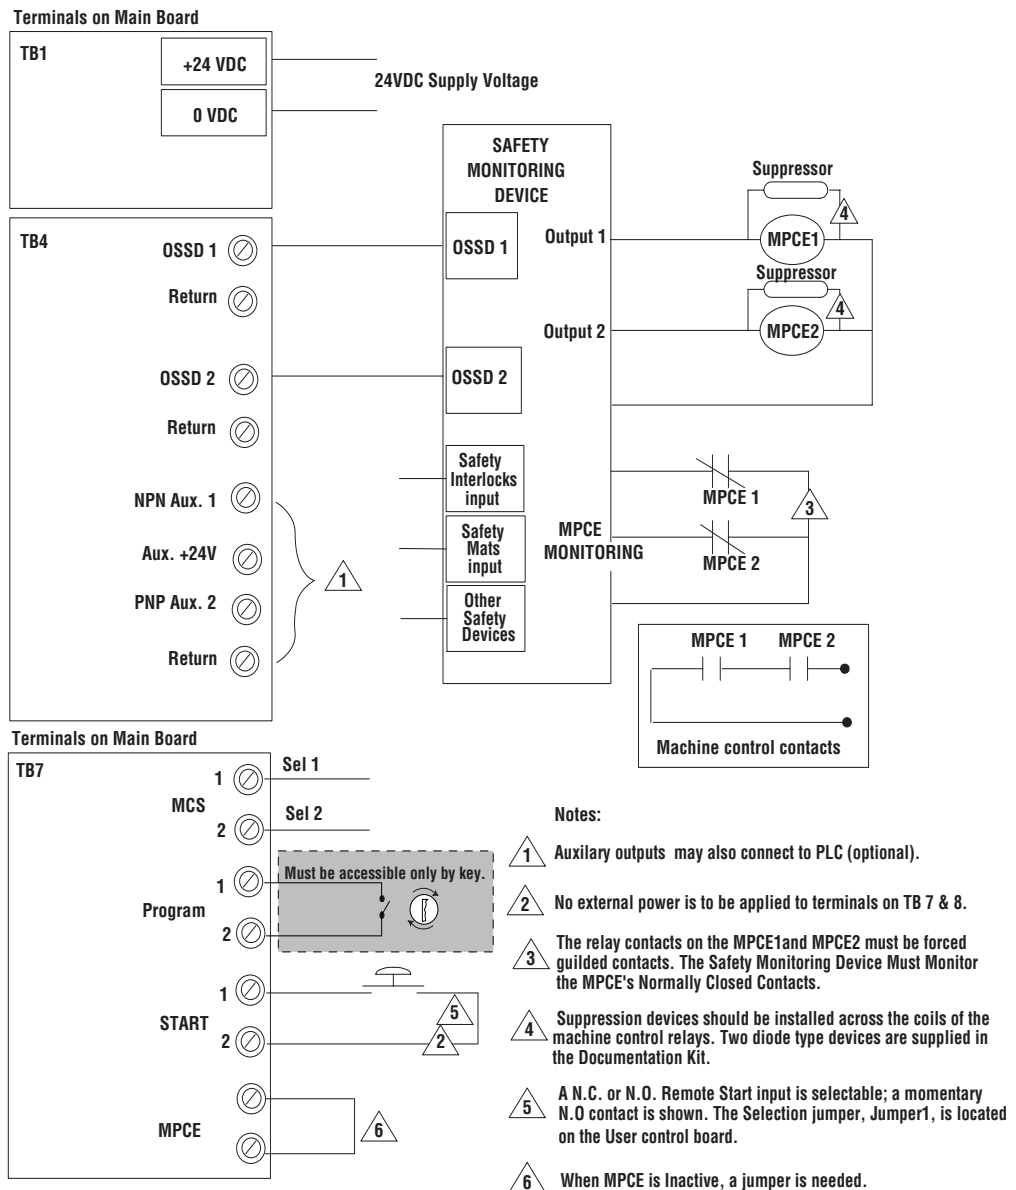 Terminals on Main Board
TB1
+24 VDC
0 VDC
24VDC Supply Voltage
TB4
OSSD 1
Return
OSSD 2
Return
NPN Aux. 1
Aux. +24V
PNP Aux. 2
Return
1
SAFETY
MONITORING
DEVICE
OSSD 1
OSSD 2
Safety
Interlocks
input
Safety
Mats
input
Other
Safety
Devices
Output 1
Output 2
MPCE
MONITORING
Suppressor
4
MPCE1
Suppressor
4
MPCE2
MPCE 1
3
MPCE 2
MPCE 1 MPCE 2
Machine control contacts
Terminals on Main Board
TB7
1
Sel 1
MCS
2
Sel 2
1
Program
2
Must be accessible only by key.
1
START
2
5
2
MPCE
6
Notes:
1 Auxilary outputs may also connect to PLC (optional).
2 No external power is to be applied to terminals on TB 7 & 8.
3 The relay contacts on the MPCE1and MPCE2 must be forced
guilded contacts. The Safety Monitoring Device Must Monitor
the MPCE's Normally Closed Contacts.
4 Suppression devices should be installed across the coils of the
machine control relays. Two diode type devices are supplied in
the Documentation Kit.
5 A N.C. or N.O. Remote Start input is selectable; a momentary
N.O contact is shown. The Selection jumper, Jumper1, is located
on the User control board.
6 When MPCE is Inactive, a jumper is needed.